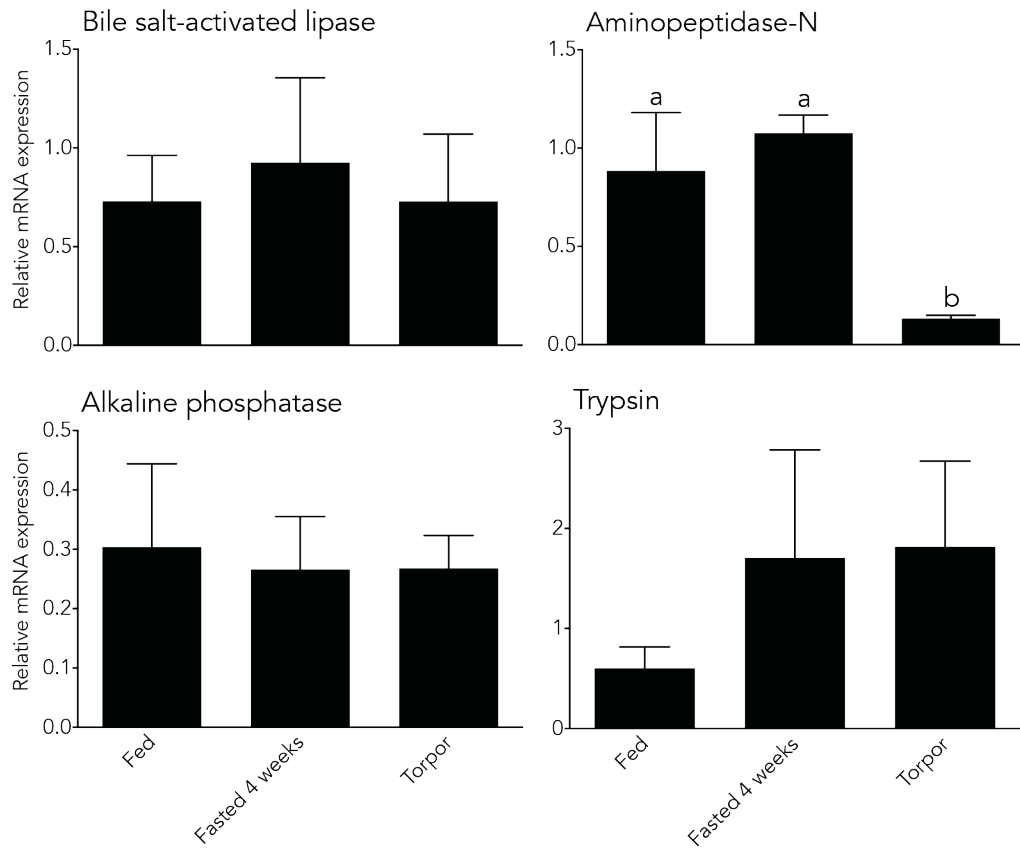 Bile salt-activated lipase
Relative mRNA expression
1.5
1.0
0.5
0.0
Aminopeptidase-N
1.5
1.0
0.5
0.0
a
a
b
Alkaline phosphatase
Relative mRNA expression
0.5
0.4
0.3
0.2
0.1
0.0
Fed
Fasted 4 weeks
Torpor
Trypsin
3
2
1
0
Fed
Fasted 4 weeks
Torpor